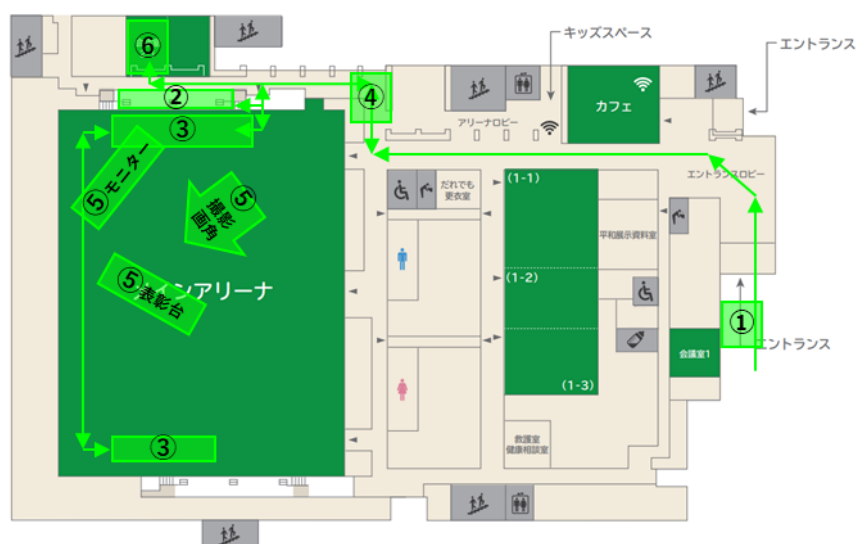 ⑥
キッズスペース
エントランス
②
④
カフェ
③
アリーナロビー
⑤モニター
⑤
撮影
画角
だれでも
更衣室
(1-1)
エントランスロビー
平和展示資料室
⑤表彰台
インアリーナ
(1-2)
①
エントランス
会議室1
(1-3)
③
救護室
健康相談室